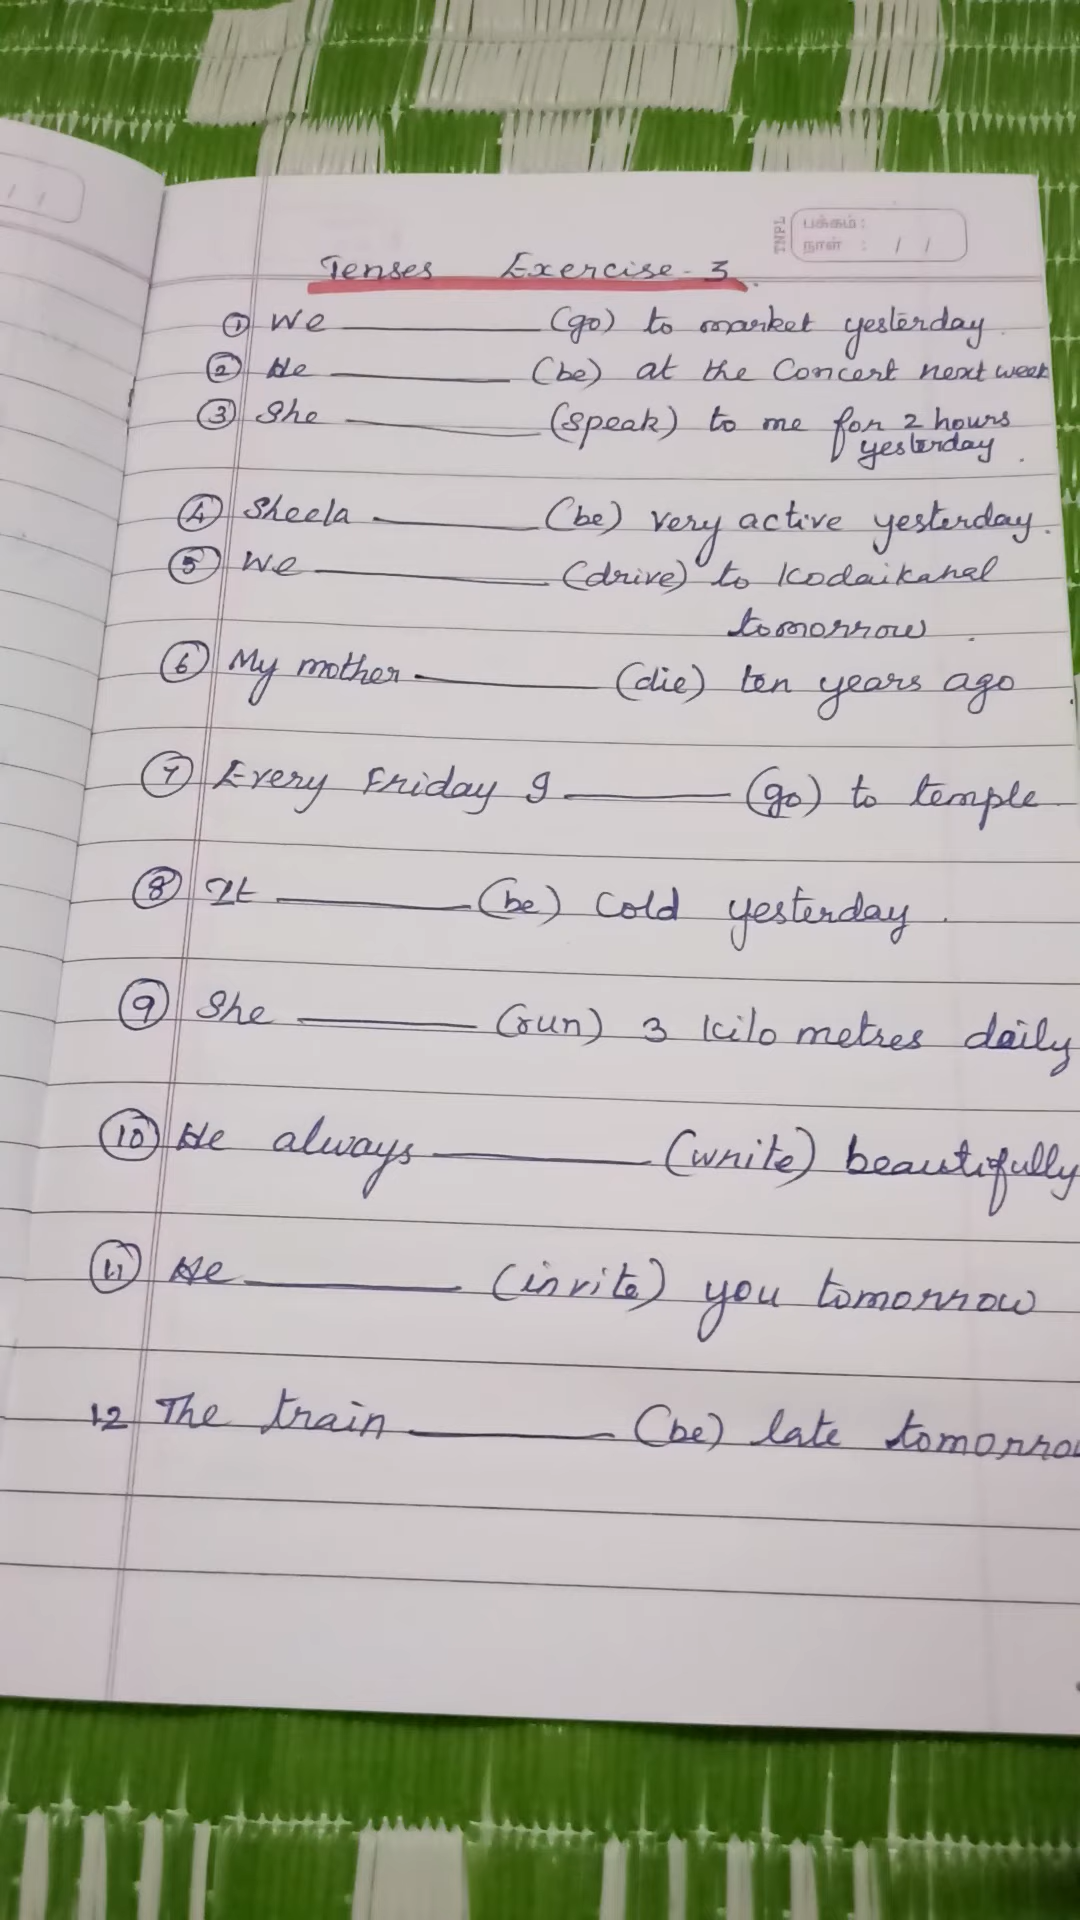 TNPL
பக்கம் :
நாள் : / /
Tenses Exercise - 3.
① We ________ (go) to market yesterday
② He ________ (be) at the Concert next week
③ She ________ (speak) to me for 2 hours
yesterday.
④ Sheela ________ (be) very active yesterday.
⑤ We ________ (drive) to Kodaikanal
tomorrow.
⑥ My mother ________ (die) ten years ago
⑦ Every Friday I ________ (go) to temple
⑧ It ________ (be) Cold yesterday.
⑨ She ________ (run) 3 kilo metres daily
⑩ He always ________ (write) beautifully
⑪ He ________ (invite) you tomorrow
12 The train ________ (be) late tomorro